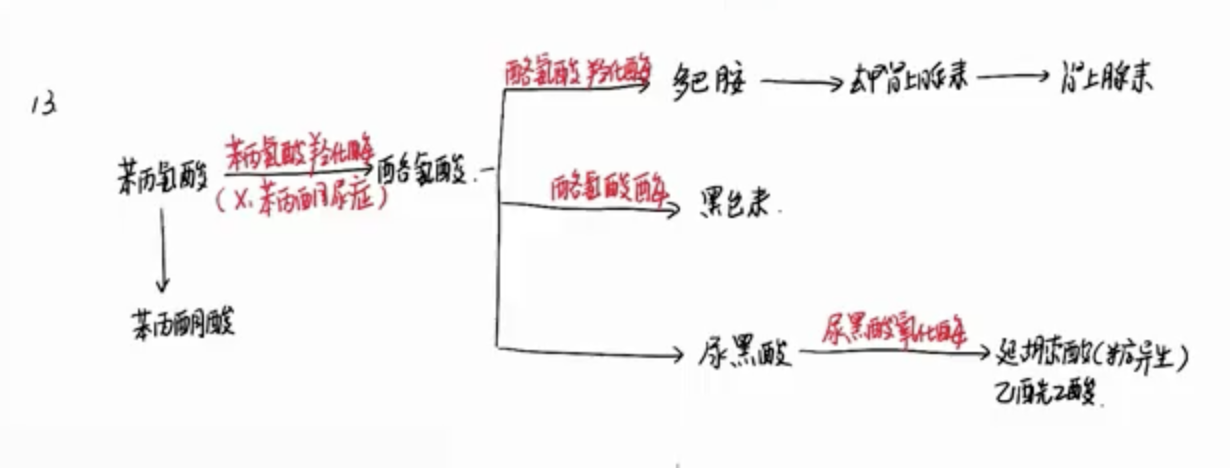 13
酪氨酸羟化酶
多巴胺 → 去甲肾上腺素 → 肾上腺素
苯丙氨酸羟化酶
苯丙氨酸 → 酪氨酸.
(X:苯丙酮尿症)
酪氨酸酶
黑色素.
苯丙酮酸
尿黑酸氧化酶
尿黑酸 → 延胡索酸(糖异生)
乙酰乙酸.